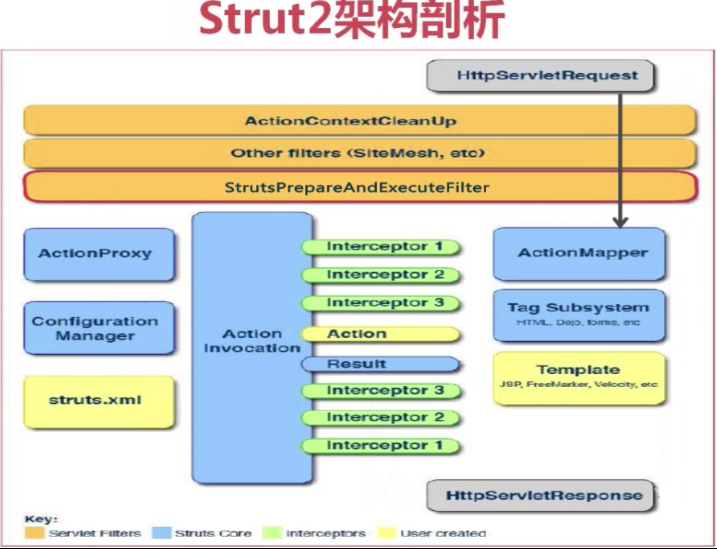 Strut2架构剖析
HttpServletRequest
ActionContextCleanUp
Other filters (SiteMesh, etc)
StrutsPrepareAndExecuteFilter
ActionProxy
Configuration
Manager
struts.xml
Action
Invocation
Interceptor 1
Interceptor 2
Interceptor 3
Action
Result
Interceptor 3
Interceptor 2
Interceptor 1
ActionMapper
Tag Subsystem
HTML, Dojo, forms, etc
Template
JSP, FreeMarker, Velocity, etc
HttpServletResponse
Key:
Servlet Filters
Struts Core
Interceptors
User created